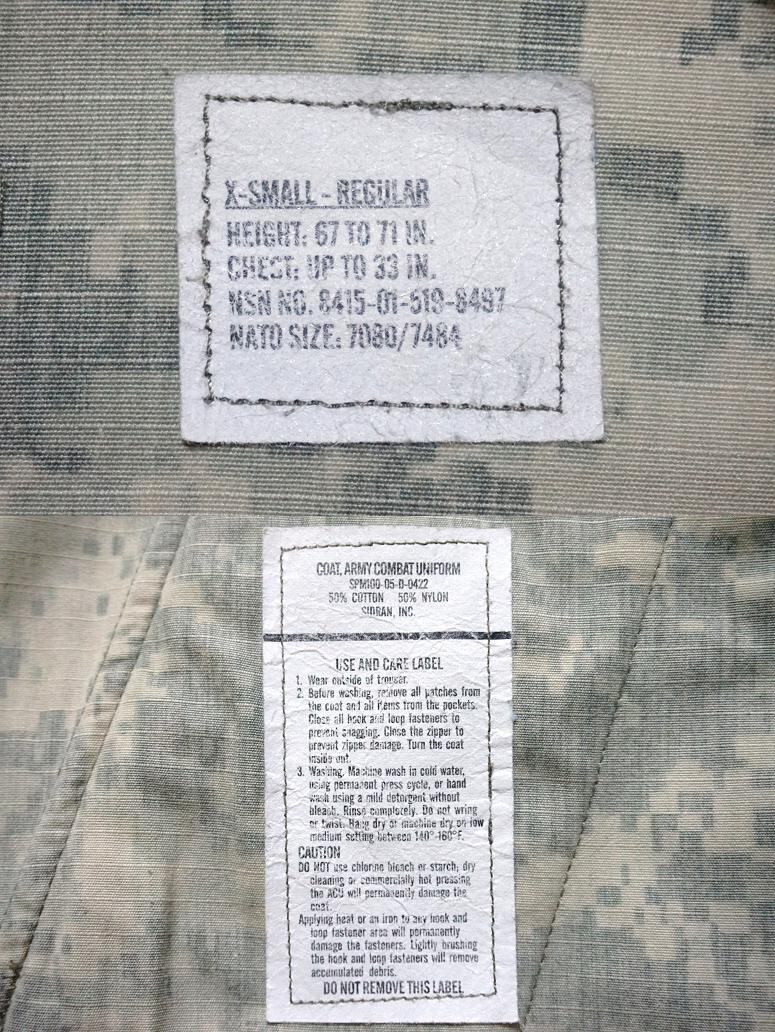 X-SMALL - REGULAR
HEIGHT: 67 TO 71 IN.
CHEST: UP TO 33 IN.
NSN NO. 8415-01-519-8497
NATO SIZE: 7080/7484
COAT, ARMY COMBAT UNIFORM
SPM100-05-D-0422
50% COTTON 50% NYLON
SIDRAN, INC.
USE AND CARE LABEL
1. Wear outside of trouser.
2. Before washing, remove all patches from
the coat and all items from the pockets.
Close all hook and loop fasteners to
prevent snagging. Close the zipper to
prevent zipper damage. Turn the coat
inside out.
3. Washing. Machine wash in cold water,
using permanent press cycle, or hand
wash using a mild detergent without
bleach. Rinse completely. Do not wring
or twist. Hang dry or machine dry on low
medium setting between 140°-160°F.
CAUTION
DO NOT use chlorine bleach or starch; dry
cleaning or commercially hot pressing
the ACU will permanently damage the
coat.
Applying heat or an iron to any hook and
loop fastener area will permanently
damage the fasteners. Lightly brushing
the hook and loop fasteners will remove
accumulated debris.
DO NOT REMOVE THIS LABEL